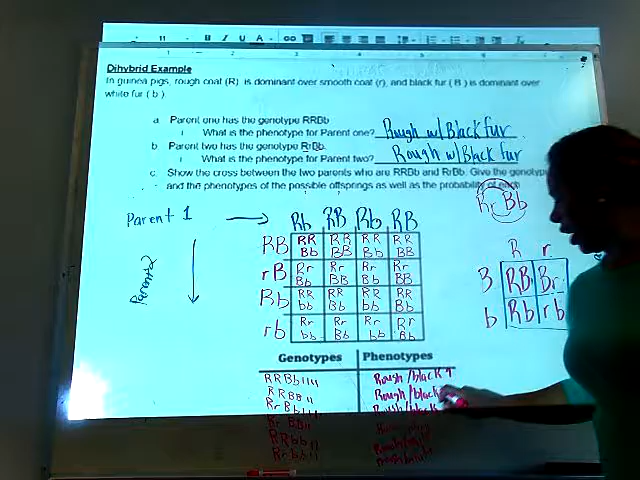 11 B I U A
Dihybrid Example
In guinea pigs, rough coat (R) is dominant over smooth coat (r), and black fur ( B ) is dominant over
white fur ( b ).
a. Parent one has the genotype RRBb
i. What is the phenotype for Parent one? Rough w/Black fur
b. Parent two has the genotype RrBb.
i. What is the phenotype for Parent two? Rough w/Black fur
c. Show the cross between the two parents who are RRBb and RrBb. Give the genotype
and the phenotypes of the possible offsprings as well as the probability of each
RrBb
Parent 1 → Rb RB Rb RB
Parent 2
RB RR RR RR RR
Bb BB Bb BB
rB Rr Rr Rr Rr
Bb BB Bb BB
Rb RR RR RR RR
bb Bb bb Bb
rb Rr Rr Rr Rr
bb Bb bb Bb
R r
B RB Br
b Rb rb
Genotypes Phenotypes
RRBb Rough/black
RRBB Rough/black
RrBb Rough/black
RrBB
RRbb
Rrbb